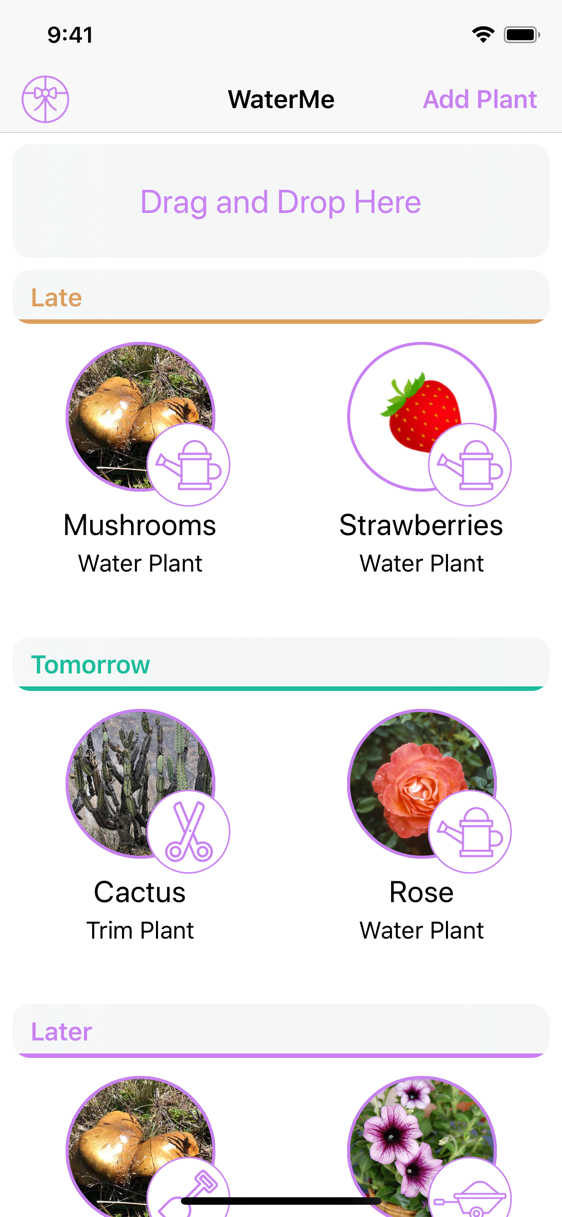 9:41
WaterMe
Add Plant
Drag and Drop Here
Late
Mushrooms
Strawberries
Water Plant
Water Plant
Tomorrow
Cactus
Rose
Trim Plant
Water Plant
Later